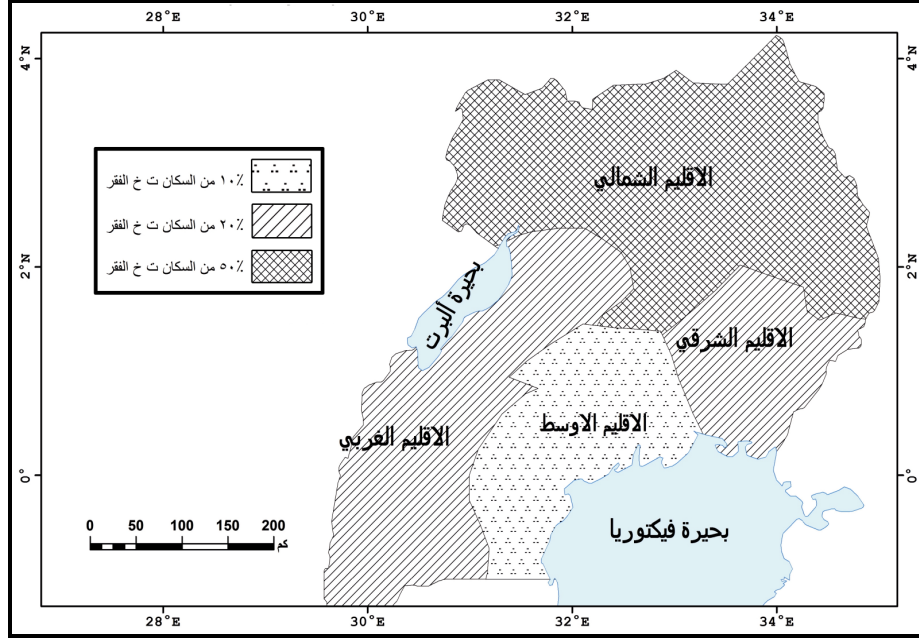 28°E 30°E 32°E 34°E
4°N 4°N
٪١٠ من السكان ت خ الفقر
٪٢٠ من السكان ت خ الفقر
٪٥٠ من السكان ت خ الفقر
الاقليم الشمالي
2°N 2°N
بحيرة ألبرت
الاقليم الشرقي
الاقليم الاوسط
الاقليم الغربي
0° 0°
بحيرة فيكتوريا
0 50 100 150 200
كم
28°E 30°E 32°E 34°E